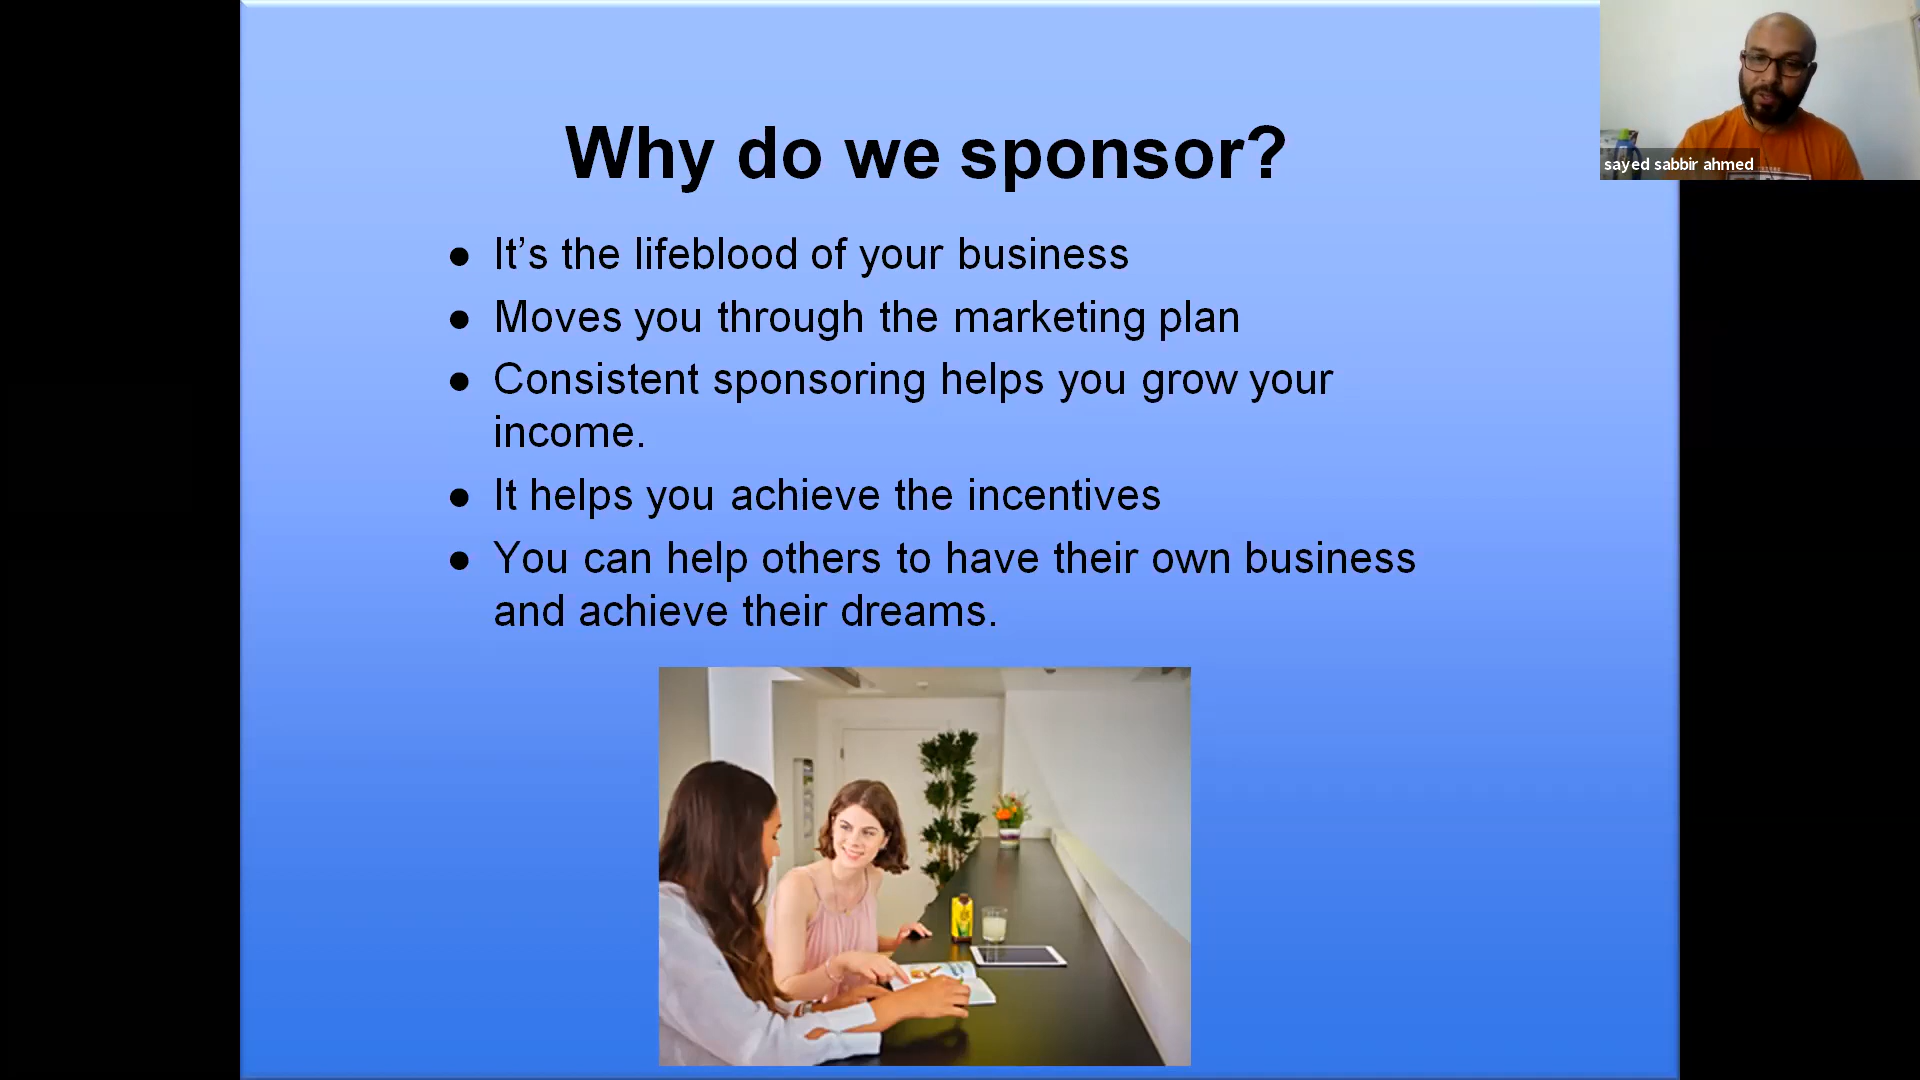 Why do we sponsor?
● It’s the lifeblood of your business
● Moves you through the marketing plan
● Consistent sponsoring helps you grow your
income.
● It helps you achieve the incentives
● You can help others to have their own business
and achieve their dreams.
sayed sabbir ahmed